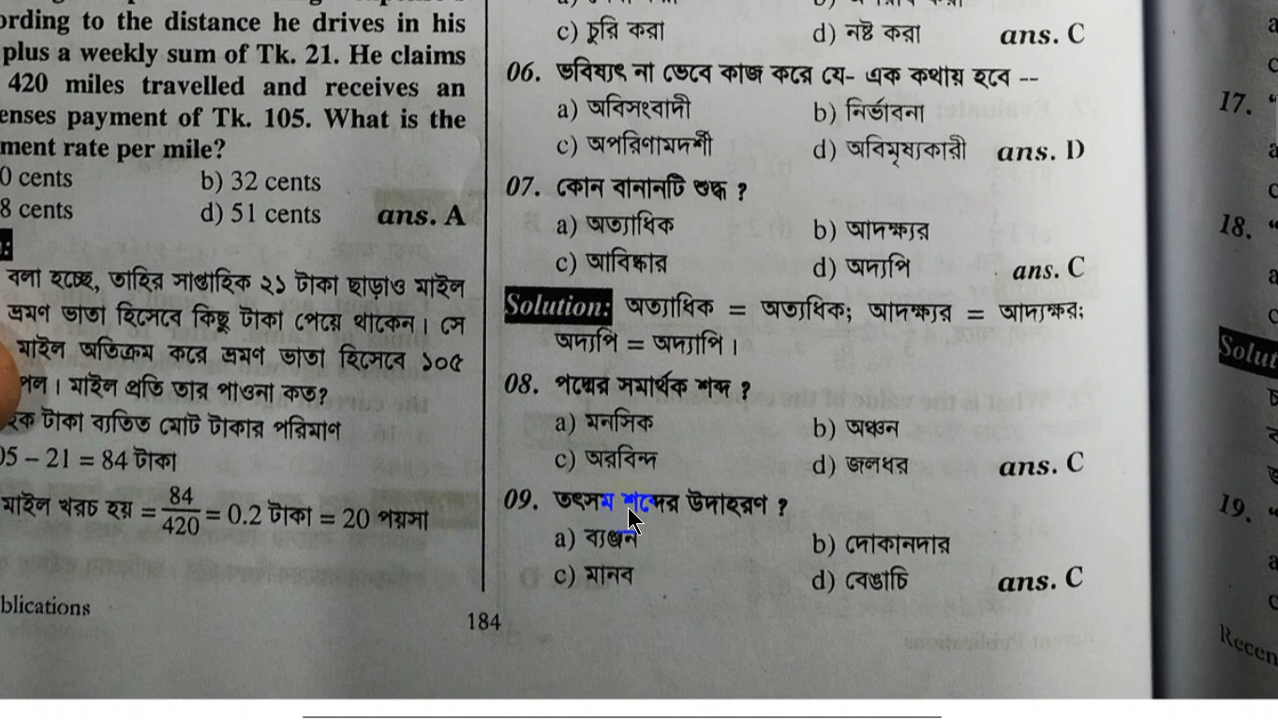 ording to the distance he drives in his
plus a weekly sum of Tk. 21. He claims
420 miles travelled and receives an
enses payment of Tk. 105. What is the
ment rate per mile?
0 cents b) 32 cents
8 cents d) 51 cents ans. A
বলা হচ্ছে, তাহির সাপ্তাহিক ২১ টাকা ছাড়াও মাইল
ভ্রমণ ভাতা হিসেবে কিছু টাকা পেয়ে থাকেন। সে
মাইল অতিক্রম করে ভ্রমণ ভাতা হিসেবে ১০৫
পেল। মাইল প্রতি তার পাওনা কত?
টাকা ব্যতিত মোট টাকার পরিমাণ
05 – 21 = 84 টাকা
মাইল খরচ হয় = 84/420 = 0.2 টাকা = 20 পয়সা
blications
184
c) চুরি করা d) নষ্ট করা ans. C
06. ভবিষ্যৎ না ভেবে কাজ করে যে- এক কথায় হবে --
a) অবিসংবাদী b) নির্ভাবনা
c) অপরিণামদর্শী d) অবিমৃষ্যকারী ans. D
07. কোন বানানটি শুদ্ধ ?
a) অত্যাধিক b) আদক্ষ্যর
c) আবিষ্কার d) অদ্যপি ans. C
Solution: অত্যাধিক = অত্যধিক; আদক্ষ্যর = আদ্যক্ষর;
অদ্যপি = অদ্যাপি।
08. পদ্মের সমার্থক শব্দ ?
a) মনসিক b) অঞ্চন
c) অরবিন্দ d) জলধর ans. C
09. তৎসম শব্দের উদাহরণ ?
a) ব্যঞ্জন b) দোকানদার
c) মানব d) বেঙাচি ans. C
17.
18.
Solut
19.
Recen